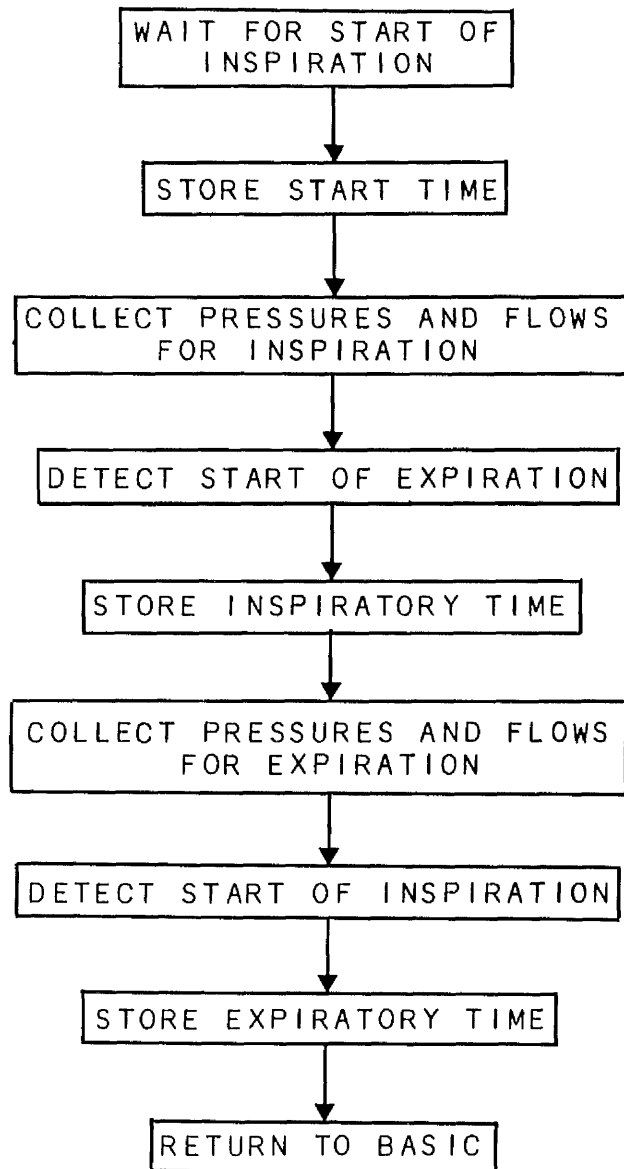 WAIT FOR START OF
INSPIRATION
STORE START TIME
COLLECT PRESSURES AND FLOWS
FOR INSPIRATION
DETECT START OF EXPIRATION
STORE INSPIRATORY TIME
COLLECT PRESSURES AND FLOWS
FOR EXPIRATION
DETECT START OF INSPIRATION
STORE EXPIRATORY TIME
RETURN TO BASIC